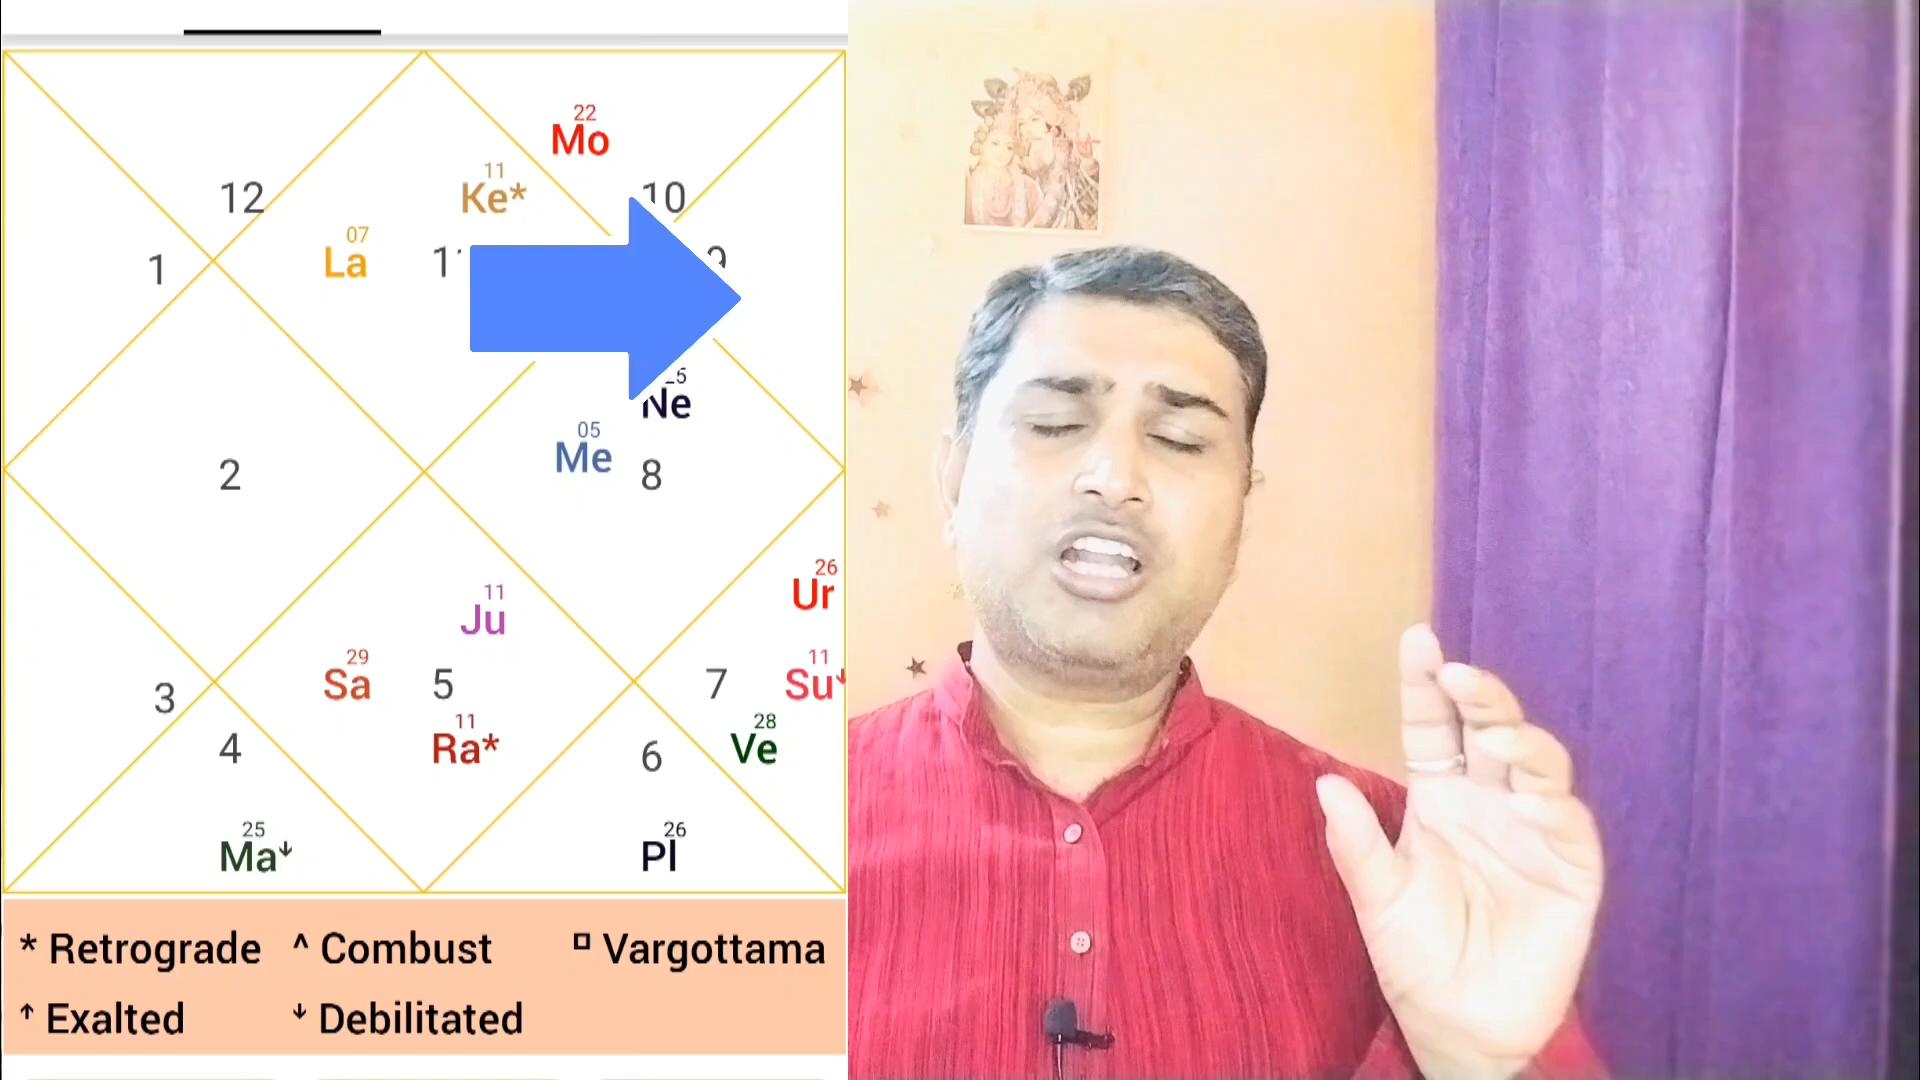 22
Mo
11
Ke*
12
10
07
La
1
25
Ne
05
Me
2
8
11
Ju
26
Ur
29
Sa
5
7
11
Su↓
3
11
Ra*
28
Ve
4
6
25
Ma↓
26
Pl
* Retrograde ^ Combust ▫ Vargottama
↑ Exalted ↓ Debilitated